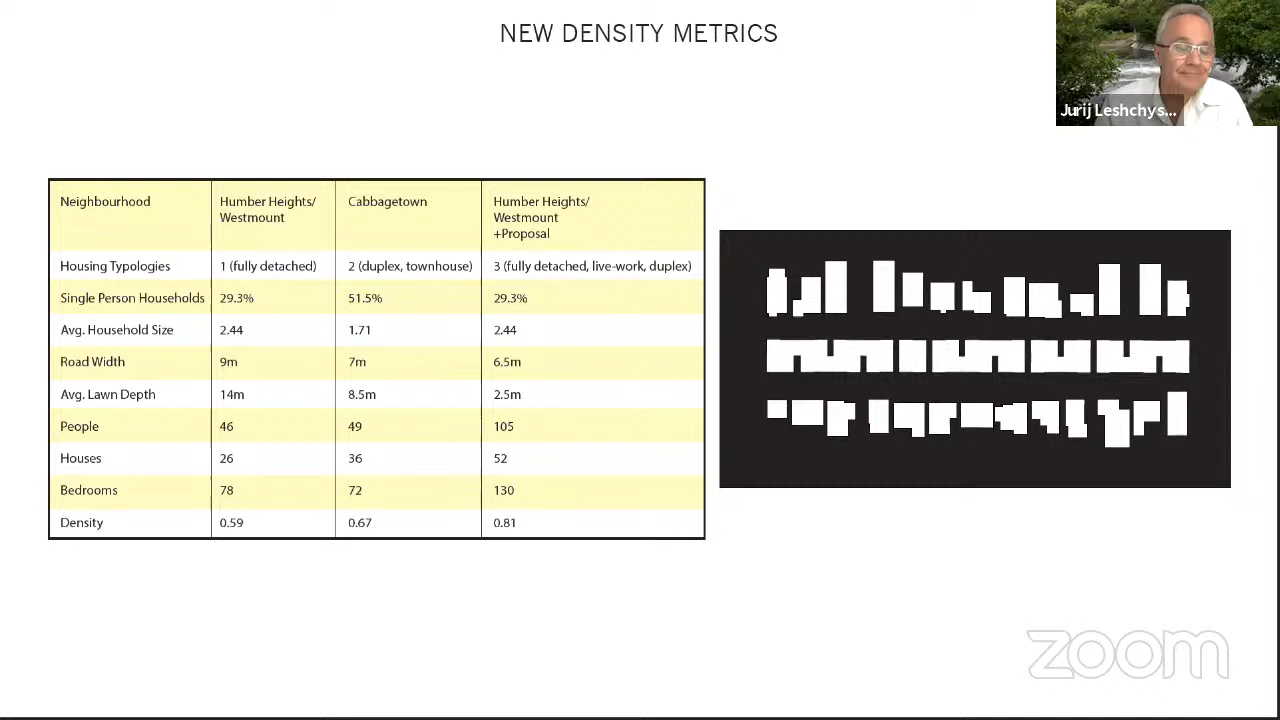 NEW DENSITY METRICS
Jurij Leshchys...
Neighbourhood Humber Heights/ Westmount Cabbagetown Humber Heights/ Westmount +Proposal
Housing Typologies 1 (fully detached) 2 (duplex, townhouse) 3 (fully detached, live-work, duplex)
Single Person Households 29.3% 51.5% 29.3%
Avg. Household Size 2.44 1.71 2.44
Road Width 9m 7m 6.5m
Avg. Lawn Depth 14m 8.5m 2.5m
People 46 49 105
Houses 26 36 52
Bedrooms 78 72 130
Density 0.59 0.67 0.81
zoom